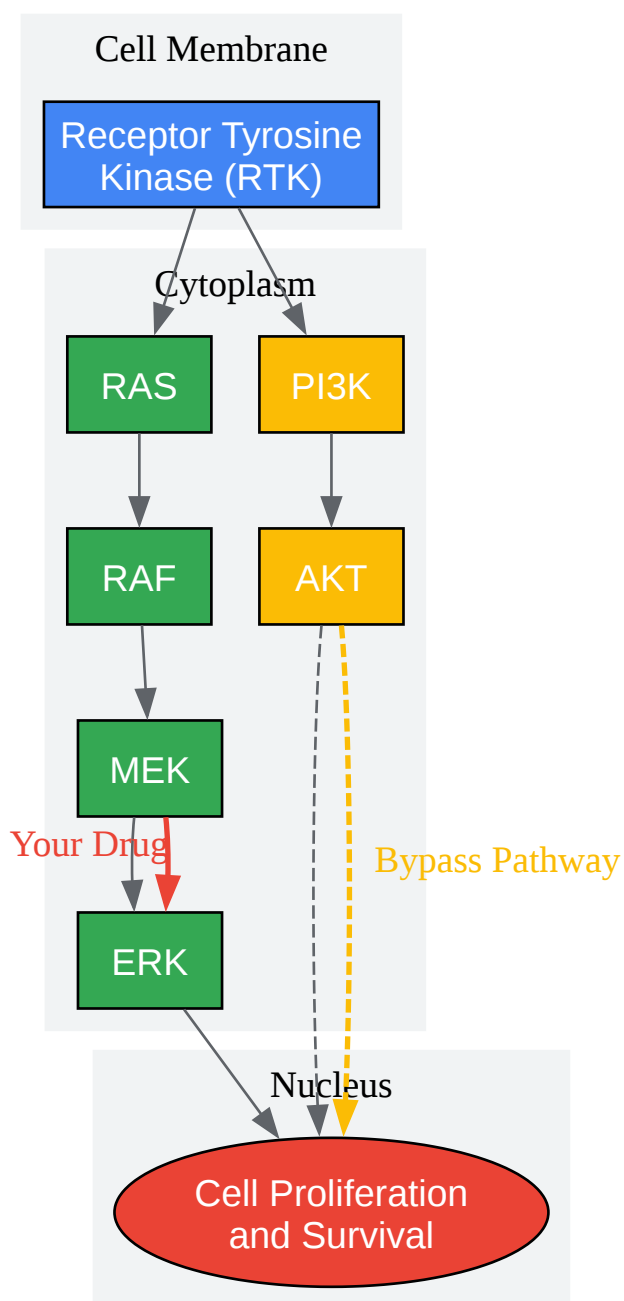 Cell Membrane
Receptor Tyrosine
Kinase (RTK)
Cytoplasm
RAS
PI3K
RAF
AKT
MEK
Your Drug
Bypass Pathway
ERK
Nucleus
Cell Proliferation
and Survival